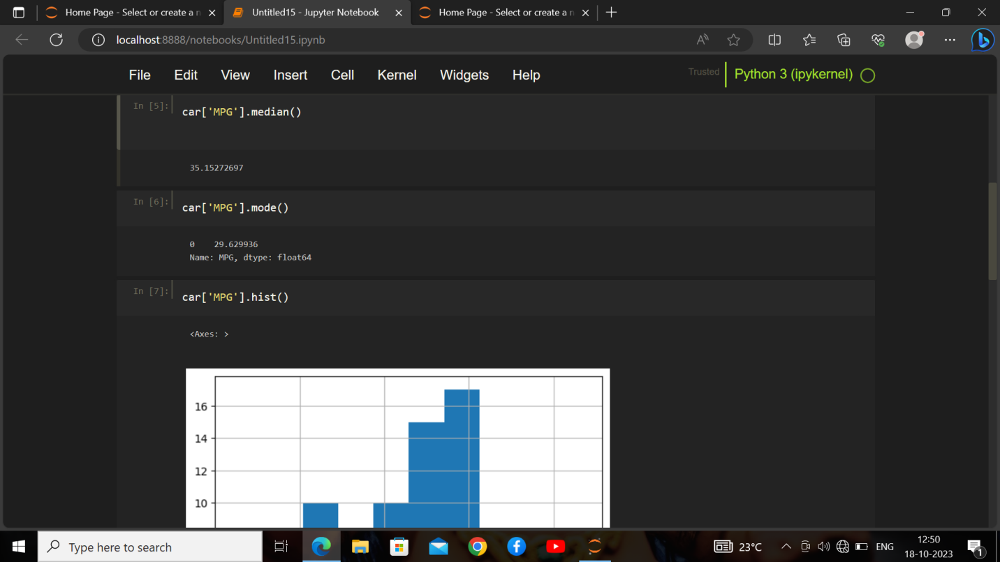 Home Page - Select or create a n
Untitled15 - Jupyter Notebook
Home Page - Select or create a n
localhost:8888/notebooks/Untitled15.ipynb
File Edit View Insert Cell Kernel Widgets Help
Trusted
Python 3 (ipykernel)
In [5]:
car['MPG'].median()
35.15272697
In [6]:
car['MPG'].mode()
0    29.629936
Name: MPG, dtype: float64
In [7]:
car['MPG'].hist()
<Axes: >
16
14
12
10
Type here to search
23°C
ENG
12:50
18-10-2023
1